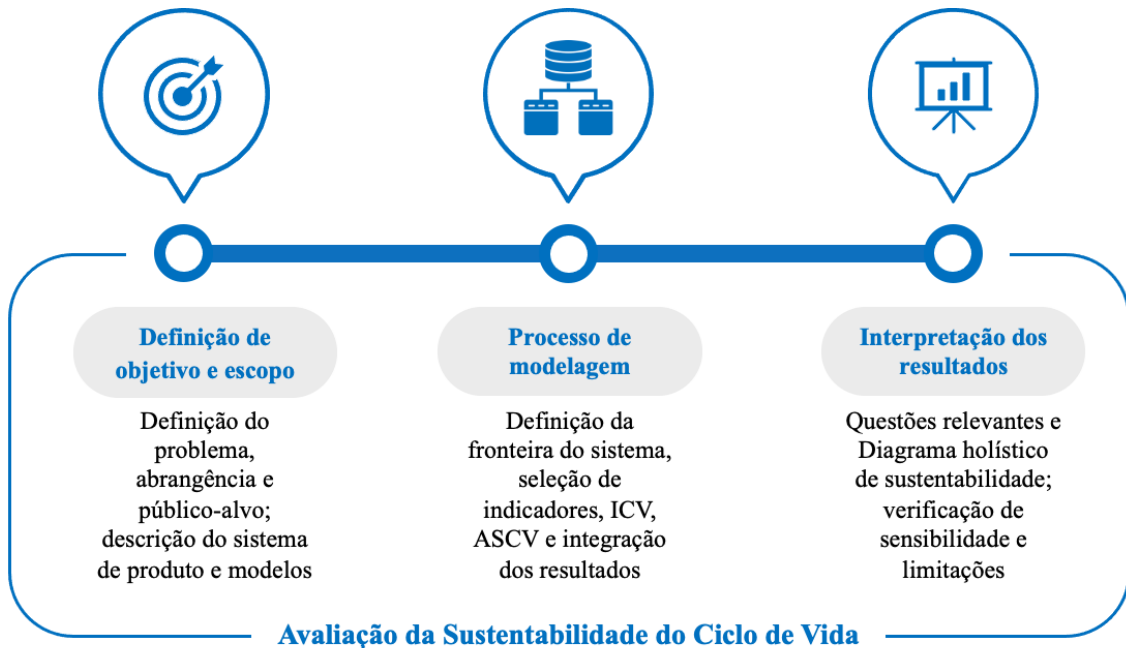 Definição de
objetivo e escopo
Definição do
problema,
abrangência e
público-alvo;
descrição do sistema
de produto e modelos
Processo de
modelagem
Definição da
fronteira do sistema,
seleção de
indicadores, ICV,
ASCV e integração
dos resultados
Interpretação dos
resultados
Questões relevantes e
Diagrama holístico
de sustentabilidade;
verificação de
sensibilidade e
limitações
Avaliação da Sustentabilidade do Ciclo de Vida